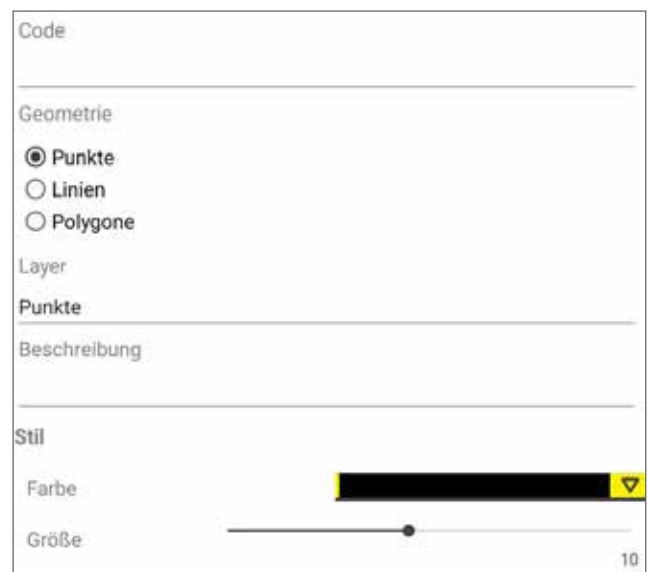 Code
Geometrie
Punkte
Linien
Polygone
Layer
Punkte
Beschreibung
Stil
Farbe
Größe
10